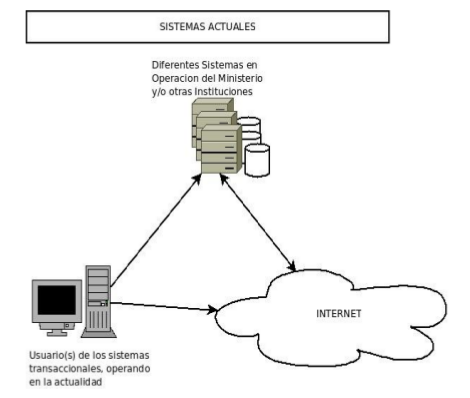 SISTEMAS ACTUALES
Diferentes Sistemas en
Operacion del Ministerio
y/o otras Instituciones
INTERNET
Usuario(s) de los sistemas
transaccionales, operando
en la actualidad